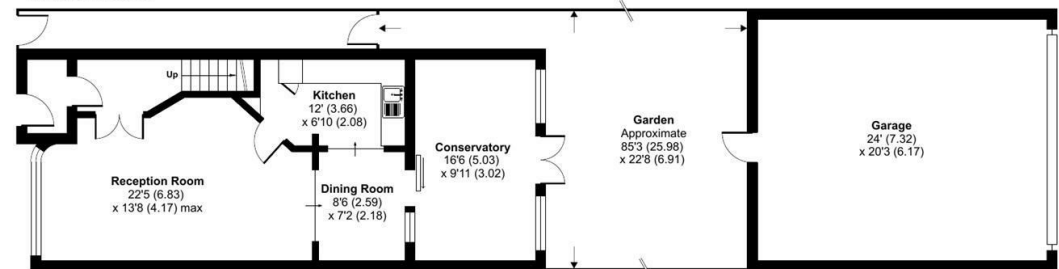 Up
Kitchen
12' (3.66)
x 6'10 (2.08)
Reception Room
22'5 (6.83)
x 13'8 (4.17) max
Dining Room
8'6 (2.59)
x 7'2 (2.18)
Conservatory
16'6 (5.03)
x 9'11 (3.02)
Garden
Approximate
85'3 (25.98)
x 22'8 (6.91)
Garage
24' (7.32)
x 20'3 (6.17)